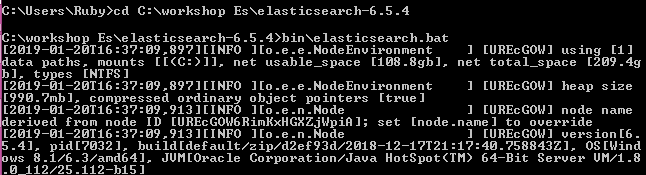 C:\Users\Ruby>cd C:\workshop Es\elasticsearch-6.5.4
C:\workshop Es\elasticsearch-6.5.4>bin\elasticsearch.bat
[2019-01-20T16:37:09,897][INFO ][o.e.e.NodeEnvironment    ] [UREcGOW] using [1]
data paths, mounts [[(C:)]], net usable_space [108.8gb], net total_space [209.4g
b], types [NTFS]
[2019-01-20T16:37:09,897][INFO ][o.e.e.NodeEnvironment    ] [UREcGOW] heap size
[990.7mb], compressed ordinary object pointers [true]
[2019-01-20T16:37:09,913][INFO ][o.e.n.Node               ] [UREcGOW] node name
derived from node ID [UREcGOW6RimKxHGXZjWpiA]; set [node.name] to override
[2019-01-20T16:37:09,913][INFO ][o.e.n.Node               ] [UREcGOW] version[6.
5.4], pid[7032], build[default/zip/d2ef93d/2018-12-17T21:17:40.758843Z], OS[Wind
ows 8.1/6.3/amd64], JVM[Oracle Corporation/Java HotSpot(TM) 64-Bit Server VM/1.8
.0_112/25.112-b15]